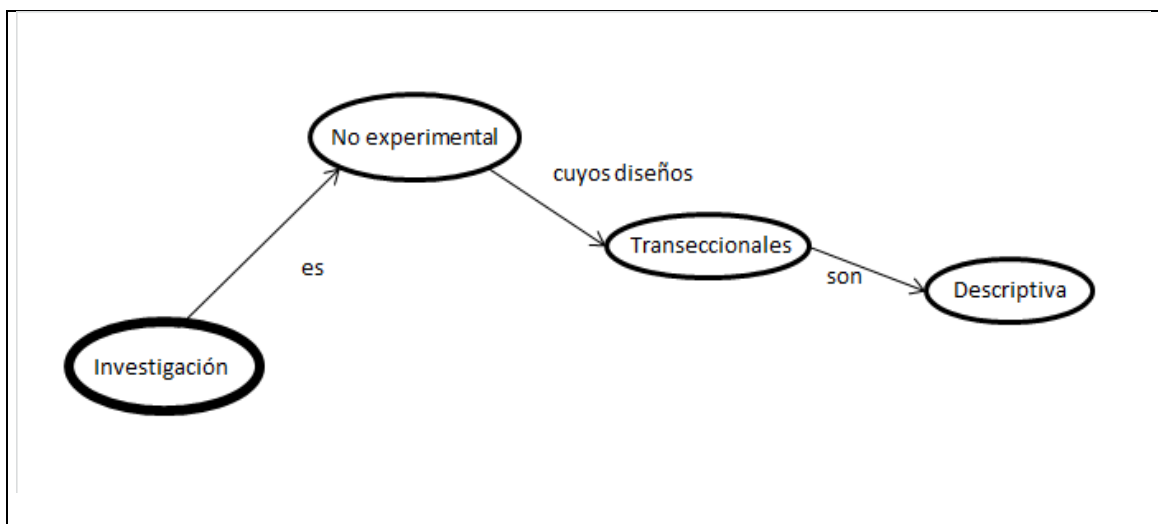 No experimental
cuyos diseños
Transeccionales
es
son
Descriptiva
Investigación